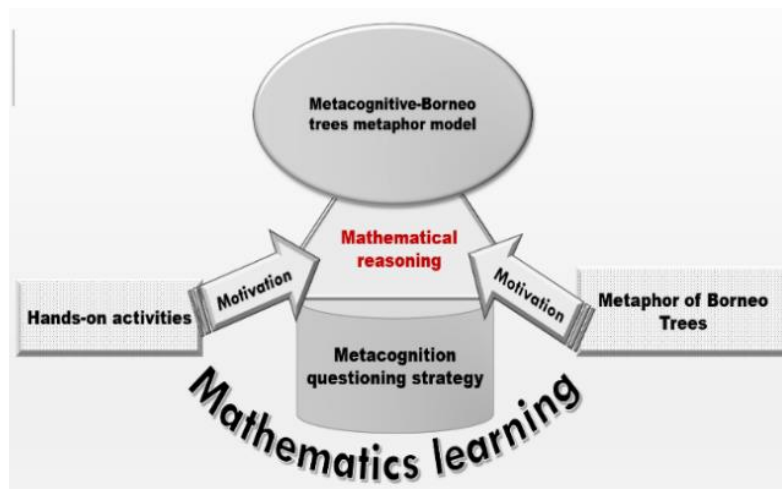 Metacognitive-Borneo
trees metaphor model
Mathematical
reasoning
Motivation
Motivation
Hands-on activities
Metaphor of Borneo
Trees
Metacognition
questioning strategy
Mathematics learning